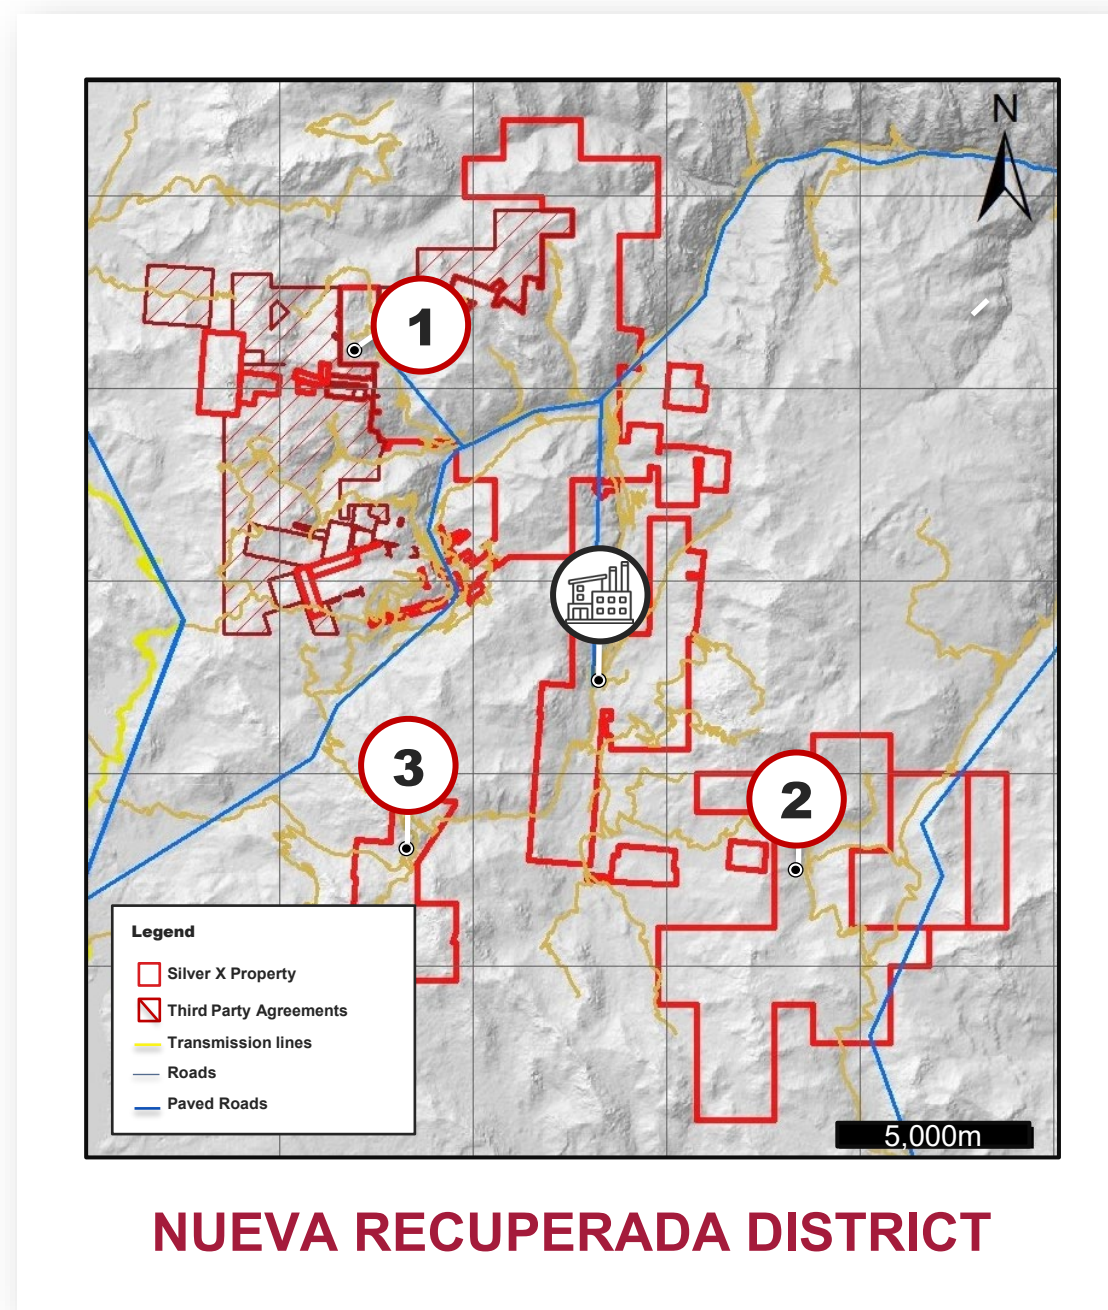 N
1
3
2
Legend
Silver X Property
Third Party Agreements
Transmission lines
Roads
Paved Roads
5,000m
NUEVA RECUPERADA DISTRICT